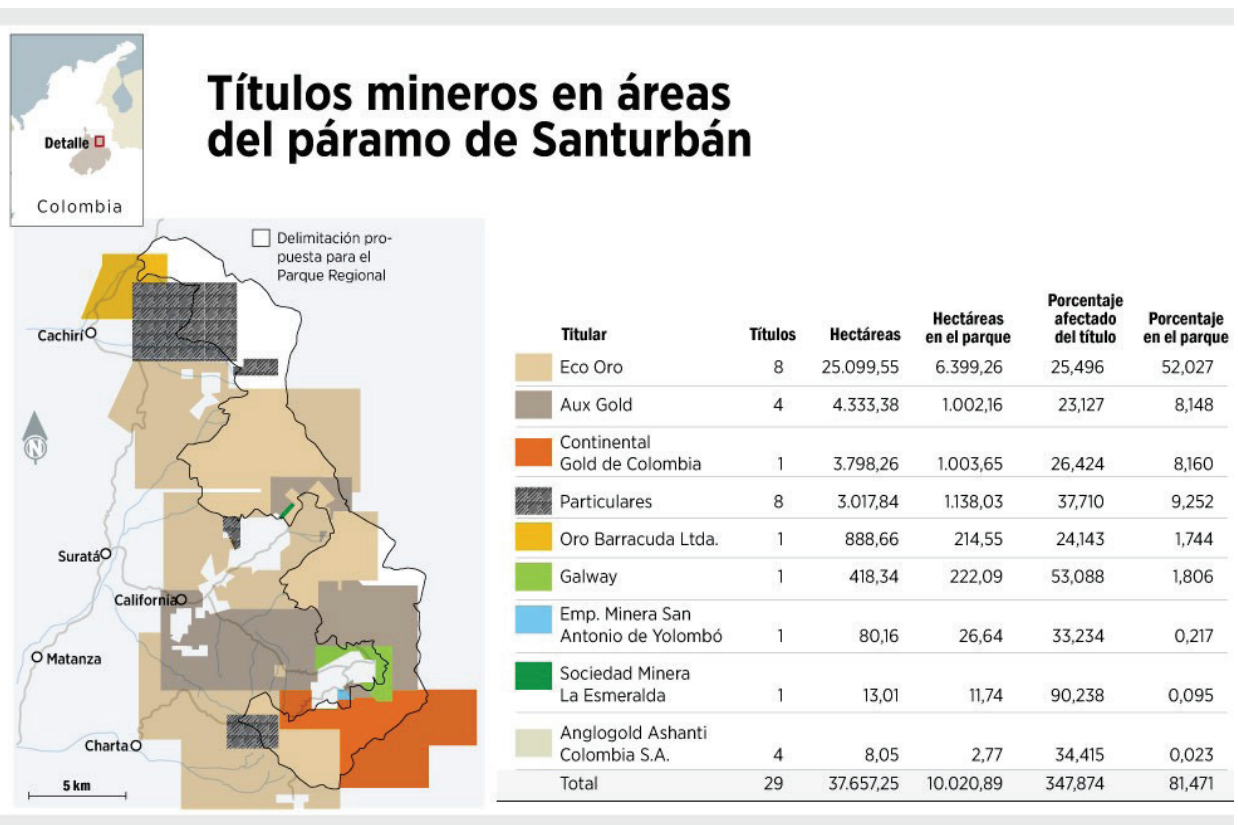 Detalle
Colombia
Títulos mineros en áreas
del páramo de Santurbán
Delimitación pro-
puesta para el
Parque Regional
Cachirí
N
Suratá
California
Matanza
Charta
5 km
Titular Títulos Hectáreas Hectáreas en el parque Porcentaje afectado del título Porcentaje en el parque
Eco Oro 8 25.099,55 6.399,26 25,496 52,027
Aux Gold 4 4.333,38 1.002,16 23,127 8,148
Continental
Gold de Colombia 1 3.798,26 1.003,65 26,424 8,160
Particulares 8 3.017,84 1.138,03 37,710 9,252
Oro Barracuda Ltda. 1 888,66 214,55 24,143 1,744
Galway 1 418,34 222,09 53,088 1,806
Emp. Minera San
Antonio de Yolombó 1 80,16 26,64 33,234 0,217
Sociedad Minera
La Esmeralda 1 13,01 11,74 90,238 0,095
Anglogold Ashanti
Colombia S.A. 4 8,05 2,77 34,415 0,023
Total 29 37.657,25 10.020,89 347,874 81,471